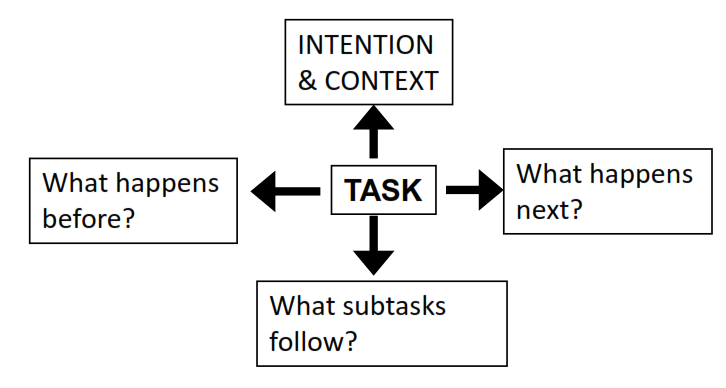 INTENTION
& CONTEXT
What happens
before?
TASK
What happens
next?
What subtasks
follow?